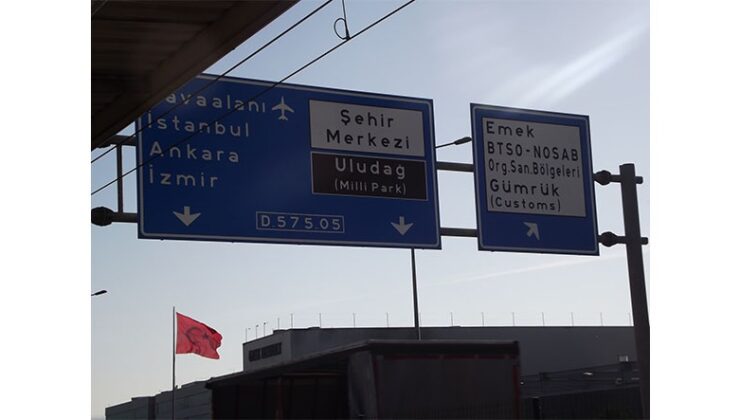 Havaalanı
İstanbul
Ankara
İzmir
Şehir
Merkezi
Uludağ
(Milli Park)
D.575.05
Emek
BTSO-NOSAB
Org.San.Bölgeleri
Gümrük
(Customs)